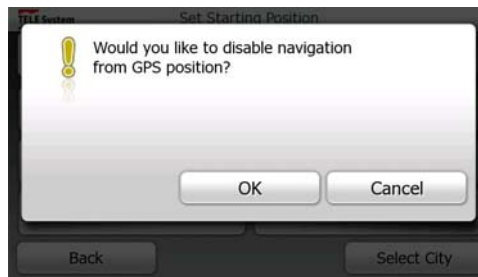 TELE System
Set Starting Position
Would you like to disable navigation
from GPS position?
OK
Cancel
Back
Select City